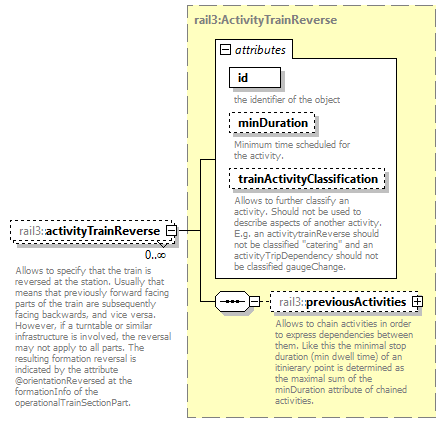 rail3:ActivityTrainReverse
attributes
id
the identifier of the object
minDuration
Minimum time scheduled for
the activity.
trainActivityClassification
Allows to further classify an
activity. Should not be used to
describe aspects of another activity.
E.g. an activitytrainReverse should
not be classified "catering" and an
activityTripDependency should not
be classified gaugeChange.
rail3:activityTrainReverse
0..∞
Allows to specify that the train is
reversed at the station. Usually that
means that previously forward facing
parts of the train are subsequently
facing backwards, and vice versa.
However, if a turntable or similar
infrastructure is involved, the reversal
may not apply to all parts. The
resulting formation reversal is
indicated by the attribute
@orientationReversed at the
formationInfo of the
operationalTrainSectionPart.
rail3:previousActivities
Allows to chain activities in order
to express dependencies between
them. Like this the minimal stop
duration (min dwell time) of an
itinierary point is determined as
the maximal sum of the
minDuration attribute of chained
activities.